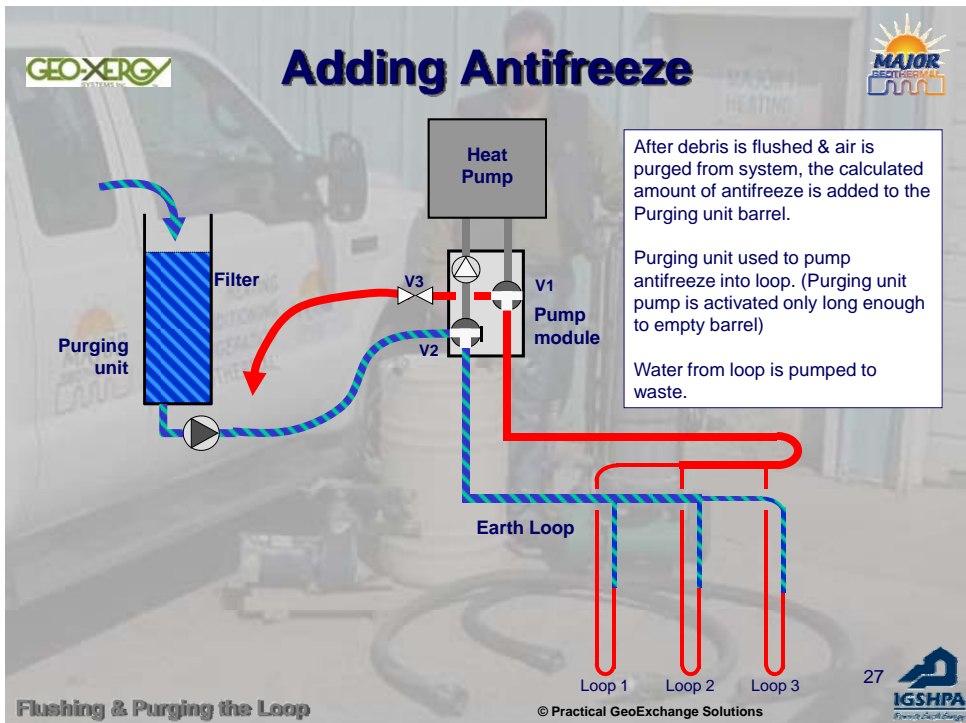 GEO-XERGY
SYSTEMS Inc.
Adding Antifreeze
MAJOR
GEOTHERMAL
Heat
Pump
After debris is flushed & air is
purged from system, the calculated
amount of antifreeze is added to the
Purging unit barrel.
Purging unit used to pump
antifreeze into loop. (Purging unit
pump is activated only long enough
to empty barrel)
Water from loop is pumped to
waste.
Filter
V3
V1
Pump
module
V2
Purging
unit
Earth Loop
Loop 1
Loop 2
Loop 3
27
IGSHPA
Flushing & Purging the Loop
© Practical GeoExchange Solutions